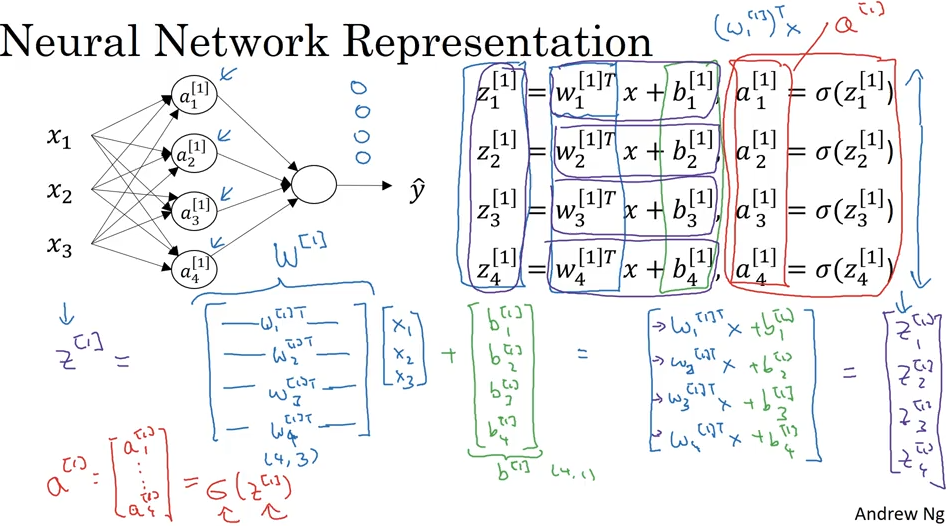 Neural Network Representation
(w₁^[1])ᵀ x
a^[1]
x₁
x₂
x₃
a₁^[1]
a₂^[1]
a₃^[1]
a₄^[1]
ŷ
z₁^[1] = w₁^[1]T x + b₁^[1], a₁^[1] = σ(z₁^[1])
z₂^[1] = w₂^[1]T x + b₂^[1], a₂^[1] = σ(z₂^[1])
z₃^[1] = w₃^[1]T x + b₃^[1], a₃^[1] = σ(z₃^[1])
z₄^[1] = w₄^[1]T x + b₄^[1], a₄^[1] = σ(z₄^[1])
W^[1]
z^[1] =
w₁^[1]T
w₂^[1]T
w₃^[1]T
w₄^[1]T
(4,3)
x₁
x₂
x₃
+
b₁^[1]
b₂^[1]
b₃^[1]
b₄^[1]
b^[1] (4,1)
=
→ w₁^[1]T x + b₁^[1]
→ w₂^[1]T x + b₂^[1]
→ w₃^[1]T x + b₃^[1]
→ w₄^[1]T x + b₄^[1]
=
z₁^[1]
z₂^[1]
z₃^[1]
z₄^[1]
a^[1] = [a₁^[1] ⋮ a₄^[1]] = σ(z^[1])
Andrew Ng